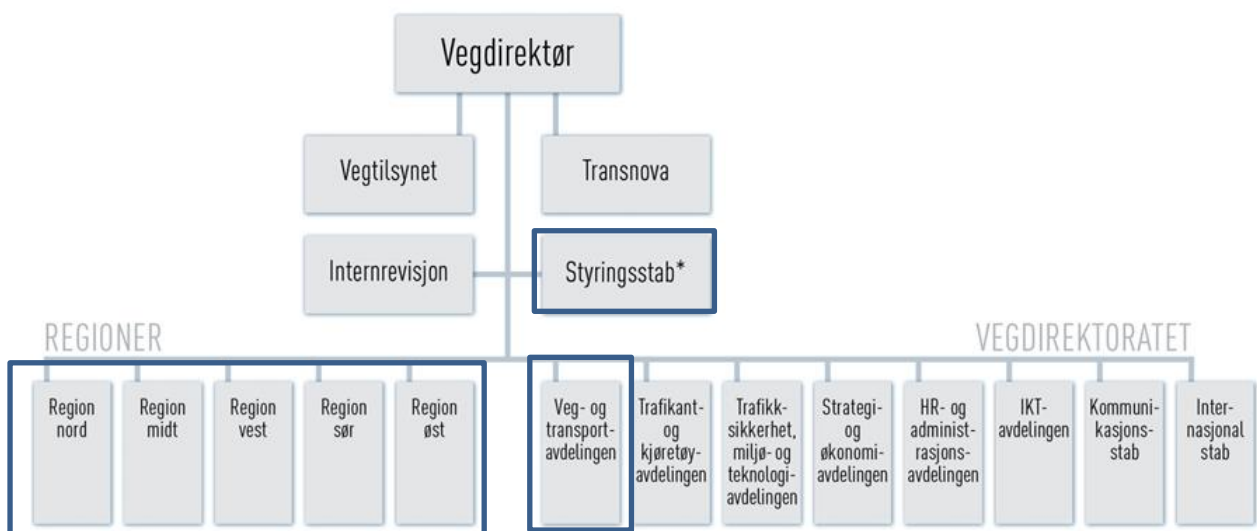 Vegdirektør
Vegtilsynet
Transnova
Internrevisjon
Styringsstab*
REGIONER
VEGDIREKTORATET
Region
nord
Region
midt
Region
vest
Region
sør
Region
øst
Veg- og
transport-
avdelingen
Trafikant-
og
kjøretøy-
avdelingen
Trafikk-
sikkerhet,
miljø- og
teknologi-
avdelingen
Strategi-
og
økonomi-
avdelingen
HR- og
administ-
rasjons-
avdelingen
IKT-
avdelingen
Kommuni-
kasjons-
stab
Inter-
nasjonal
stab